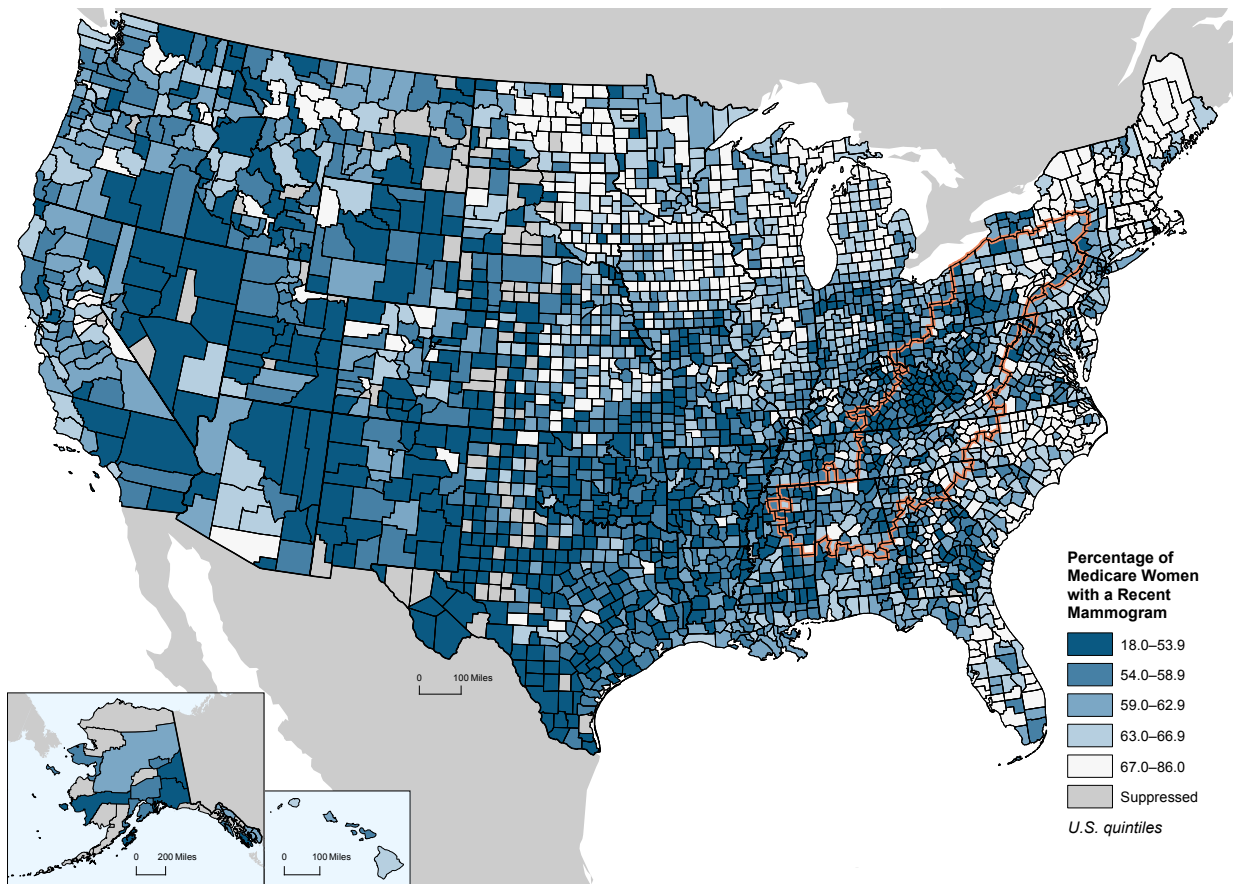 Percentage of
Medicare Women
with a Recent
Mammogram
18.0–53.9
54.0–58.9
59.0–62.9
63.0–66.9
67.0–86.0
Suppressed
U.S. quintiles
0 100 Miles
0 200 Miles
0 100 Miles